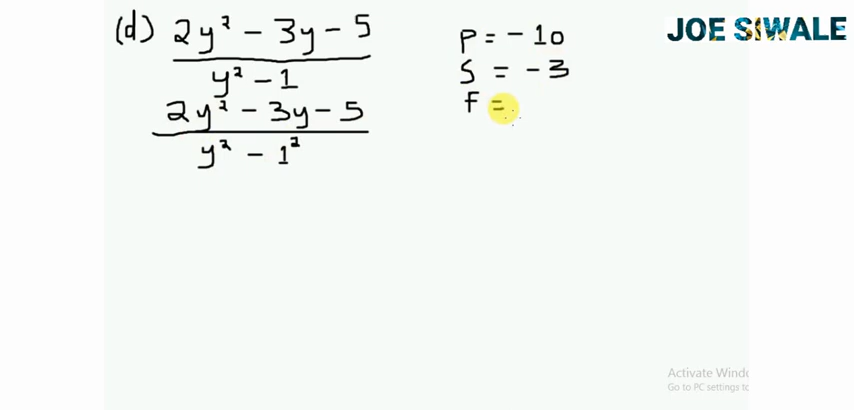 (d) 2y² - 3y - 5
y² - 1
2y² - 3y - 5
y² - 1²
P = -10
S = -3
F =
JOE SIWALE
Activate Windo
Go to PC settings to